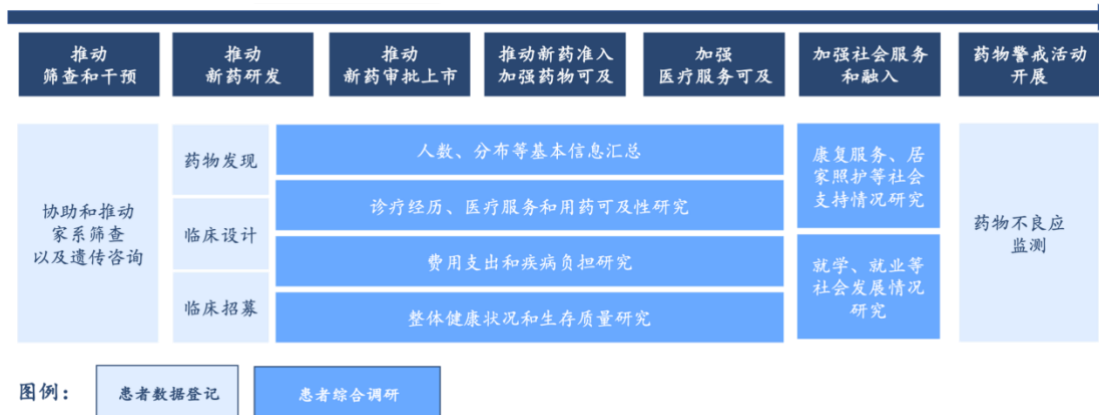 推动
筛查和干预
推动
新药研发
推动
新药审批上市
推动新药准入
加强药物可及
加强
医疗服务可及
加强社会服务
和融入
药物警戒活动
开展
协助和推动
家系筛查
以及遗传咨询
药物发现
临床设计
临床招募
人数、分布等基本信息汇总
诊疗经历、医疗服务和用药可及性研究
费用支出和疾病负担研究
整体健康状况和生存质量研究
康复服务、居
家照护等社会
支持情况研究
就学、就业等
社会发展情况
研究
药物不良应
监测
图例：
患者数据登记
患者综合调研